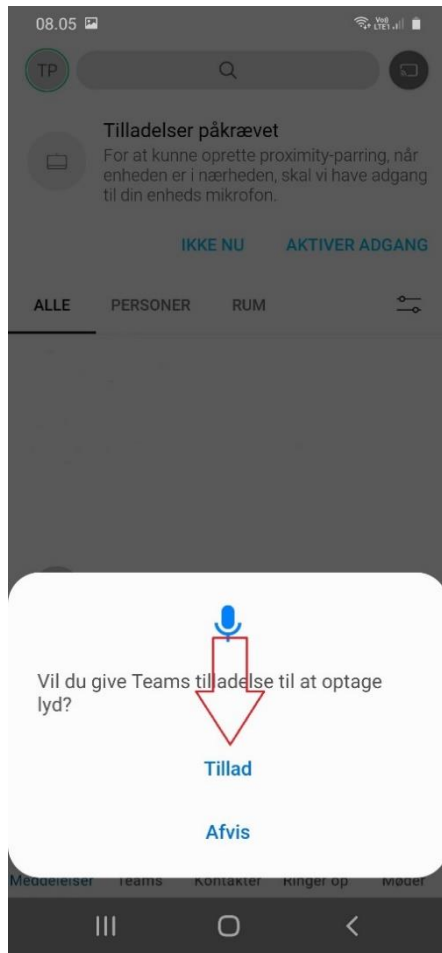 08.05
Vo))
LTE1
TP
Tilladelser påkrævet
For at kunne oprette proximity-parring, når
enheden er i nærheden, skal vi have adgang
til din enheds mikrofon.
IKKE NU AKTIVER ADGANG
ALLE PERSONER RUM
Vil du give Teams tilladelse til at optage
lyd?
Tillad
Afvis
Meddelelser Teams Kontakter Ringer op Møder